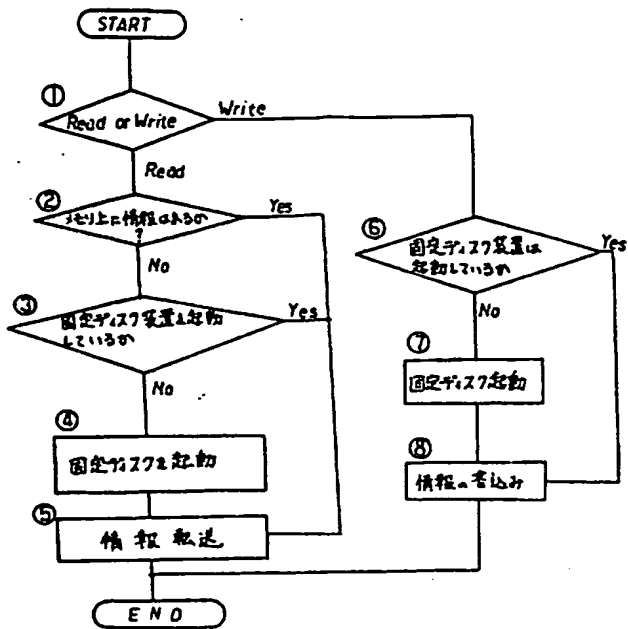 START
①
Read or Write
Write
Read
②
メモリ上に情報はあるか
?
Yes
No
③
固定ディスク装置は起動
しているか
Yes
No
④
固定ディスクを起動
⑤
情報転送
END
⑥
固定ディスク装置は
起動しているか
Yes
No
⑦
固定ディスク起動
⑧
情報の書込み